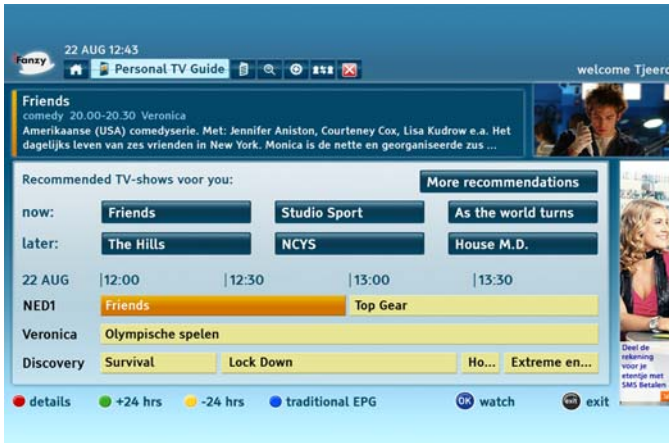 22 AUG 12:43
Fanzy
Personal TV Guide
welcome Tjeerd
Friends
comedy 20.00-20.30 Veronica
Amerikaanse (USA) comedyserie. Met: Jennifer Aniston, Courteney Cox, Lisa Kudrow e.a. Het
dagelijks leven van zes vrienden in New York. Monica is de nette en georganiseerde zus ...
Recommended TV-shows voor you:
More recommendations
now: Friends Studio Sport As the world turns
later: The Hills NCYS House M.D.
22 AUG |12:00 |12:30 |13:00 |13:30
NED1 Friends Top Gear
Veronica Olympische spelen
Discovery Survival Lock Down Ho... Extreme en...
Deel de
rekening
voor je
etentje met
SMS Betalen
details +24 hrs -24 hrs traditional EPG OK watch exit exit